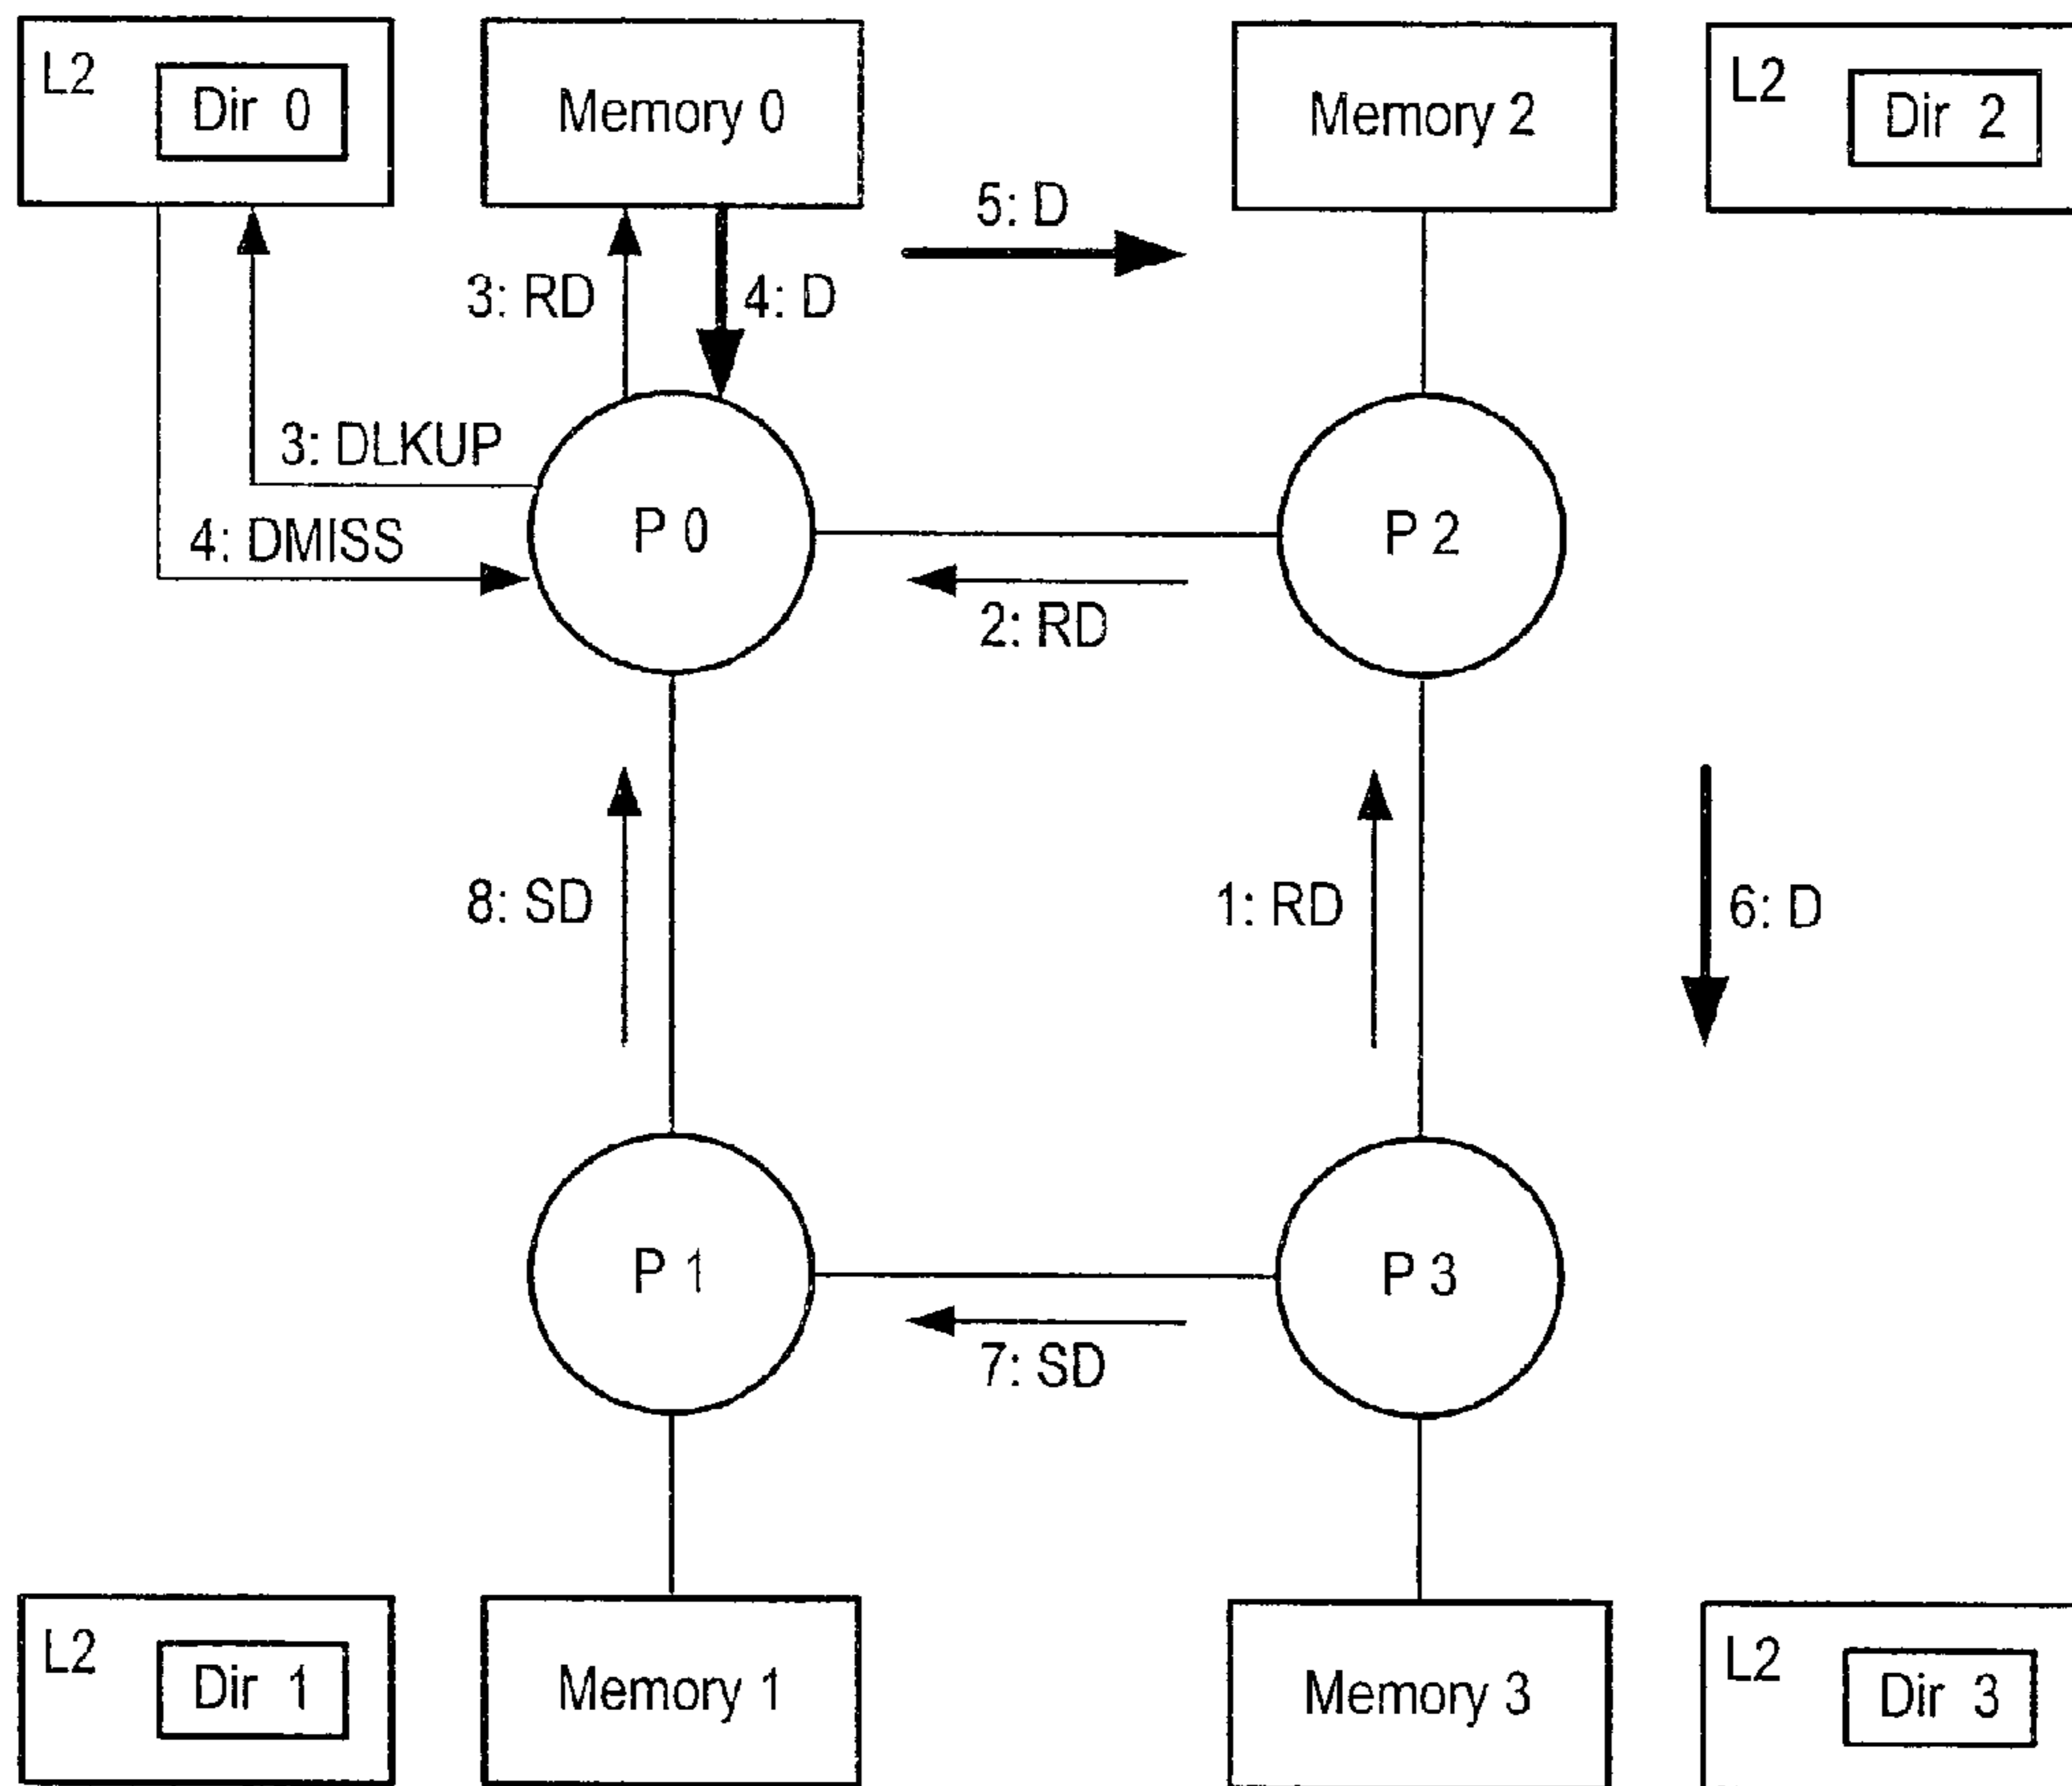 L2
Dir 0
Memory 0
Memory 2
L2
Dir 2
5: D
3: RD
4: D
3: DLKUP
4: DMISS
P 0
P 2
2: RD
8: SD
1: RD
6: D
P 1
P 3
7: SD
L2
Dir 1
Memory 1
Memory 3
L2
Dir 3